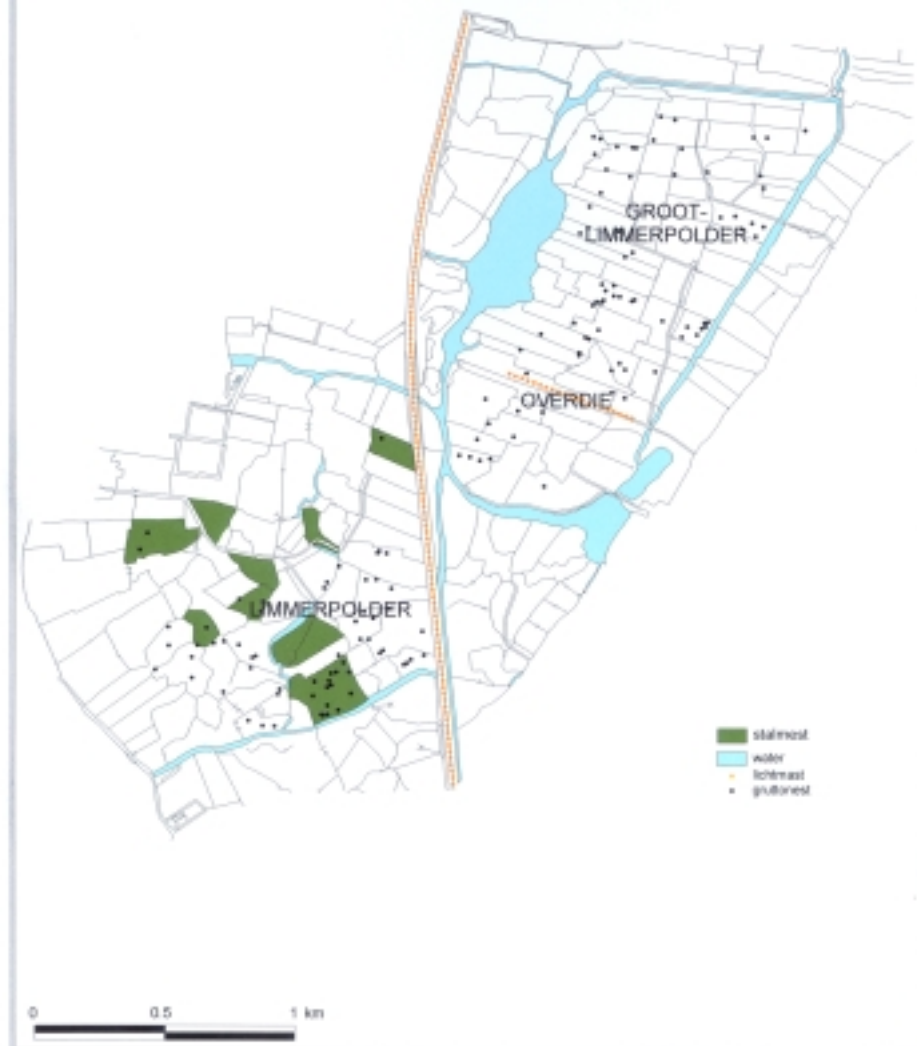 GROOT-
LIMMERPOLDER
OVERDIE
LIMMERPOLDER
stalmest
water
lichtmast
gruttonest
0 0.5 1 km